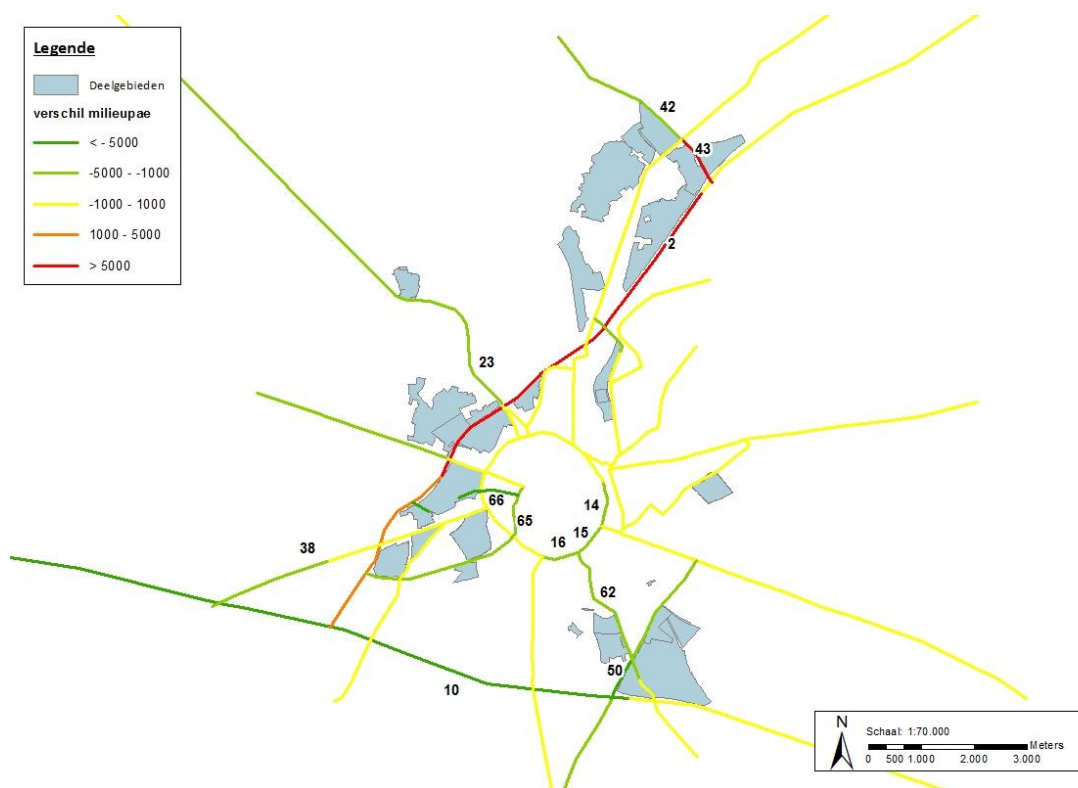 Legende
Deelgebieden
verschil milieupae
< - 5000
-5000 - -1000
-1000 - 1000
1000 - 5000
> 5000
42
43
2
23
14
66
65
15
16
38
62
50
10
N
Schaal: 1:70.000
Meters
0 500 1.000 2.000 3.000